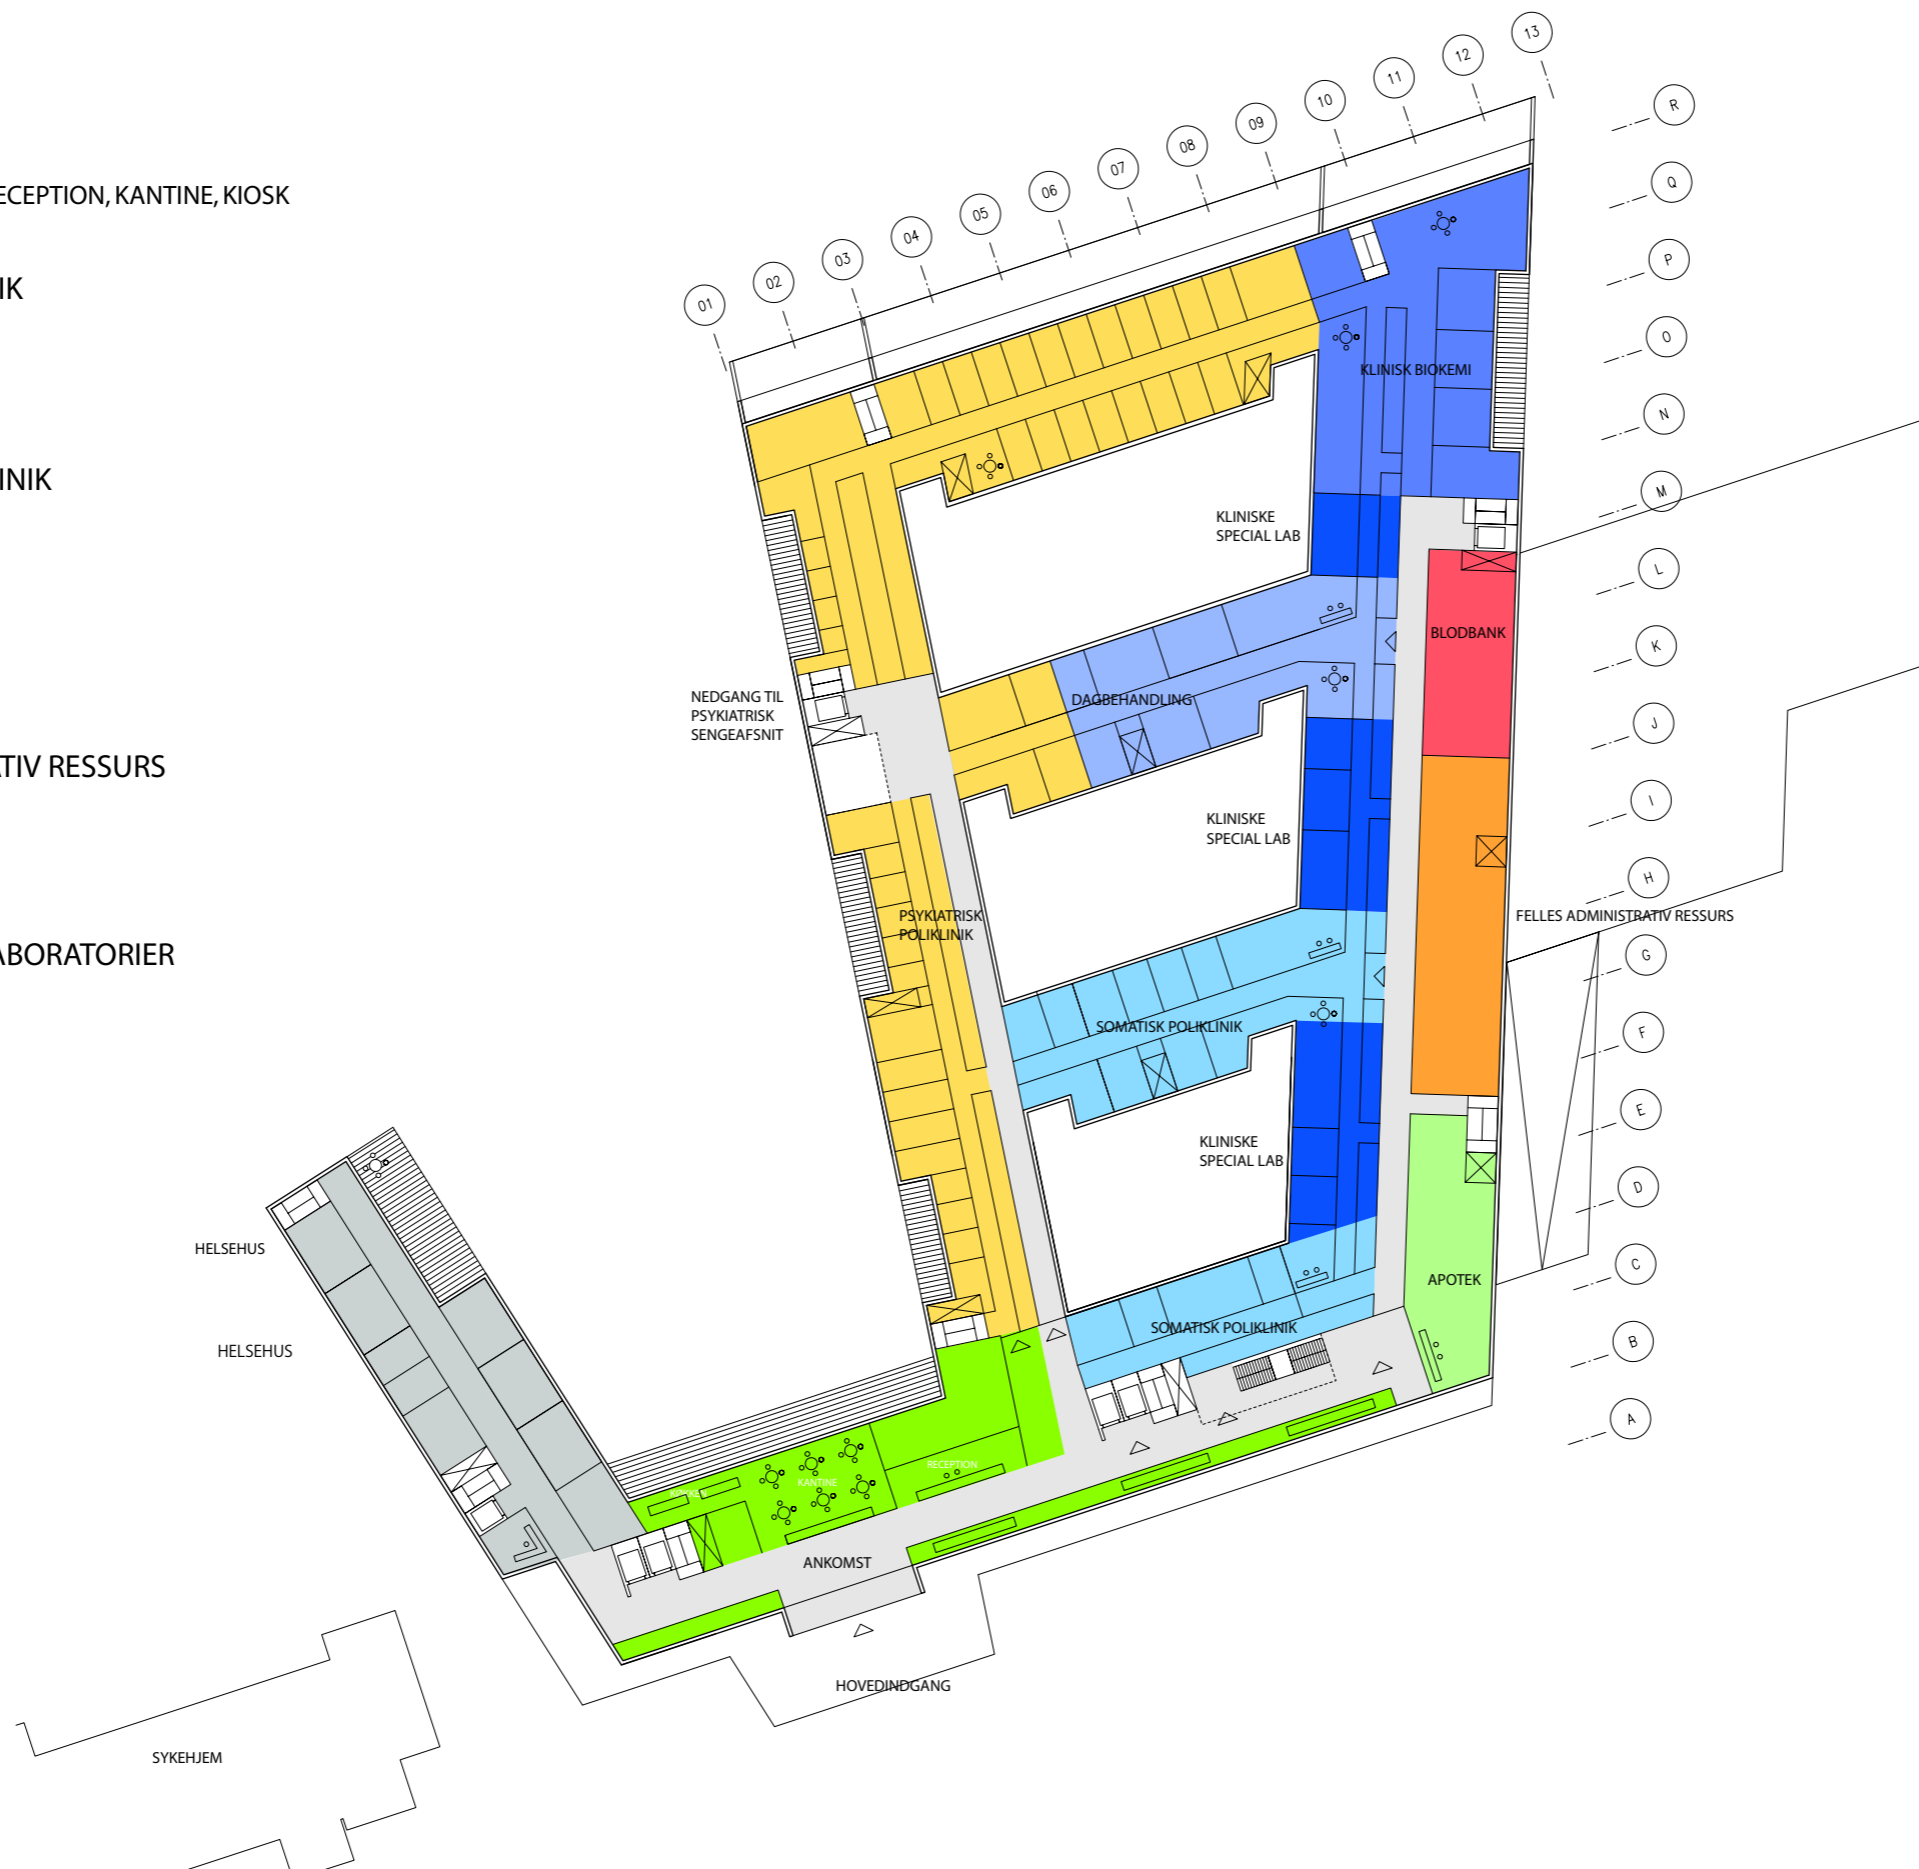 13
12
11
10
09
08
07
06
05
04
03
02
01
R
Q
P
O
N
M
L
K
J
I
H
G
F
E
D
C
B
A
ECEPTION, KANTINE, KIOSK
IK
INIK
ATIV RESSURS
ABORATORIER
KLINISK BIOKEMI
KLINISKE
SPECIAL LAB
BLODBANK
NEDGANG TIL
PSYKIATRISK
SENGEAFSNIT
DAGBEHANDLING
KLINISKE
SPECIAL LAB
PSYKIATRISK
POLIKLINIK
FELLES ADMINISTRATIV RESSURS
SOMATISK POLIKLINIK
KLINISKE
SPECIAL LAB
HELSEHUS
APOTEK
SOMATISK POLIKLINIK
HELSEHUS
RECEPTION
KANTINE
ANKOMST
HOVEDINDGANG
SYKEHJEM